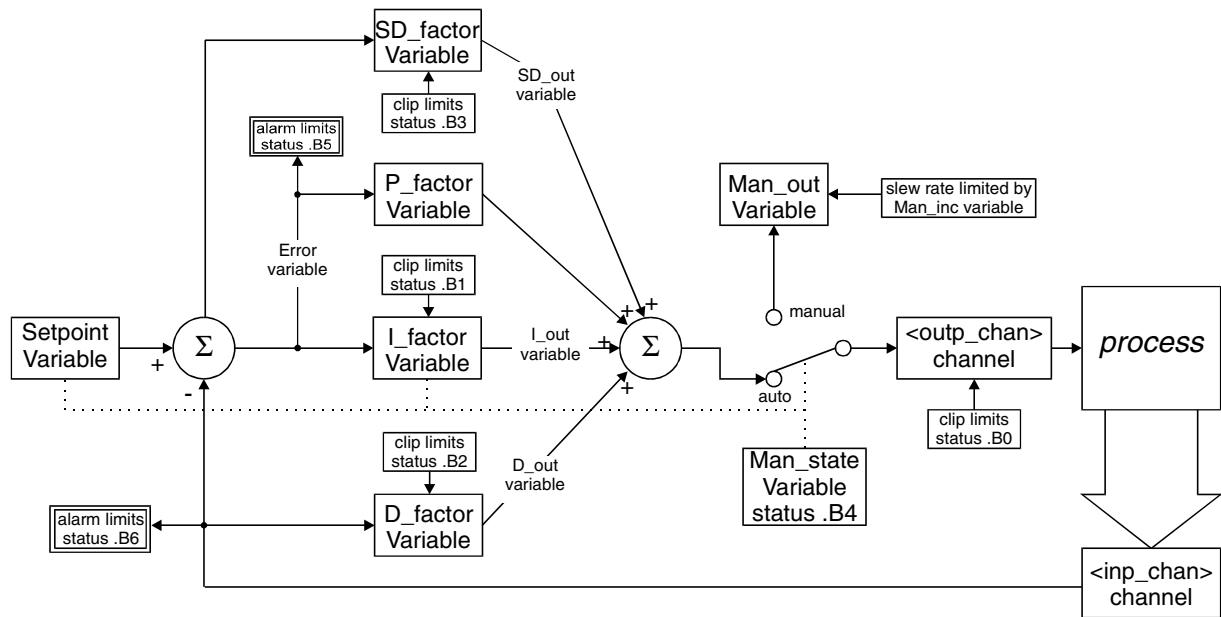 SD_factor
Variable
SD_out
variable
clip limits
status .B3
alarm limits
status .B5
P_factor
Variable
Man_out
Variable
slew rate limited by
Man_inc variable
Error
variable
clip limits
status .B1
+
+
manual
Setpoint
Variable
+
Σ
I_factor
Variable
I_out
variable
+
Σ
<outp_chan>
channel
process
-
+
auto
clip limits
status .B0
clip limits
status .B2
D_out
variable
Man_state
Variable
status .B4
alarm limits
status .B6
D_factor
Variable
<inp_chan>
channel